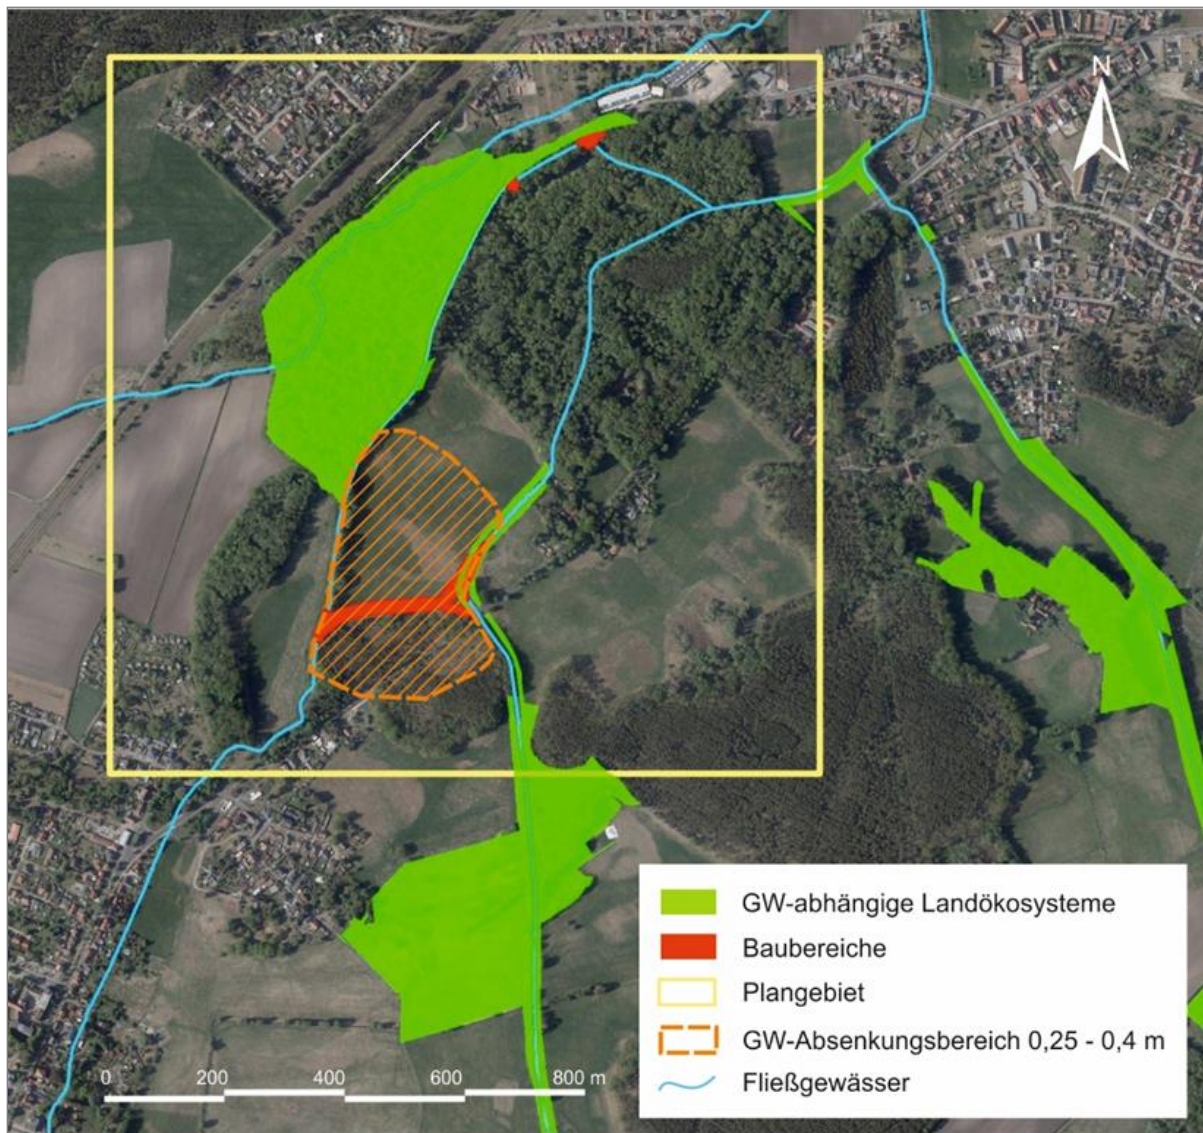 N
GW-abhängige Landökosysteme
Baubereiche
Plangebiet
GW-Absenkungsbereich 0,25 - 0,4 m
Fließgewässer
0 200 400 600 800 m